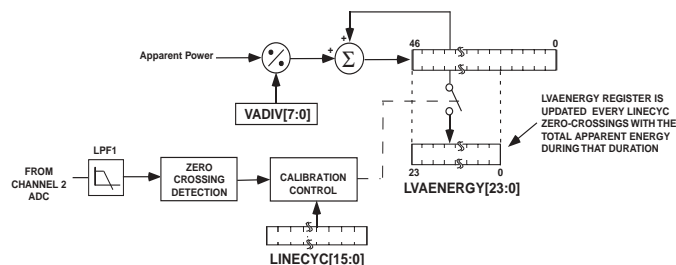 46 0
+
+
Apparent Power
%
Σ
VADIV[7:0]
LVAENERGY REGISTER IS
UPDATED EVERY LINECYC
ZERO-CROSSINGS WITH THE
TOTAL APPARENT ENERGY
DURING THAT DURATION
LPF1
FROM
CHANNEL 2
ADC
ZERO
CROSSING
DETECTION
CALIBRATION
CONTROL
23 0
LVAENERGY[23:0]
LINECYC[15:0]